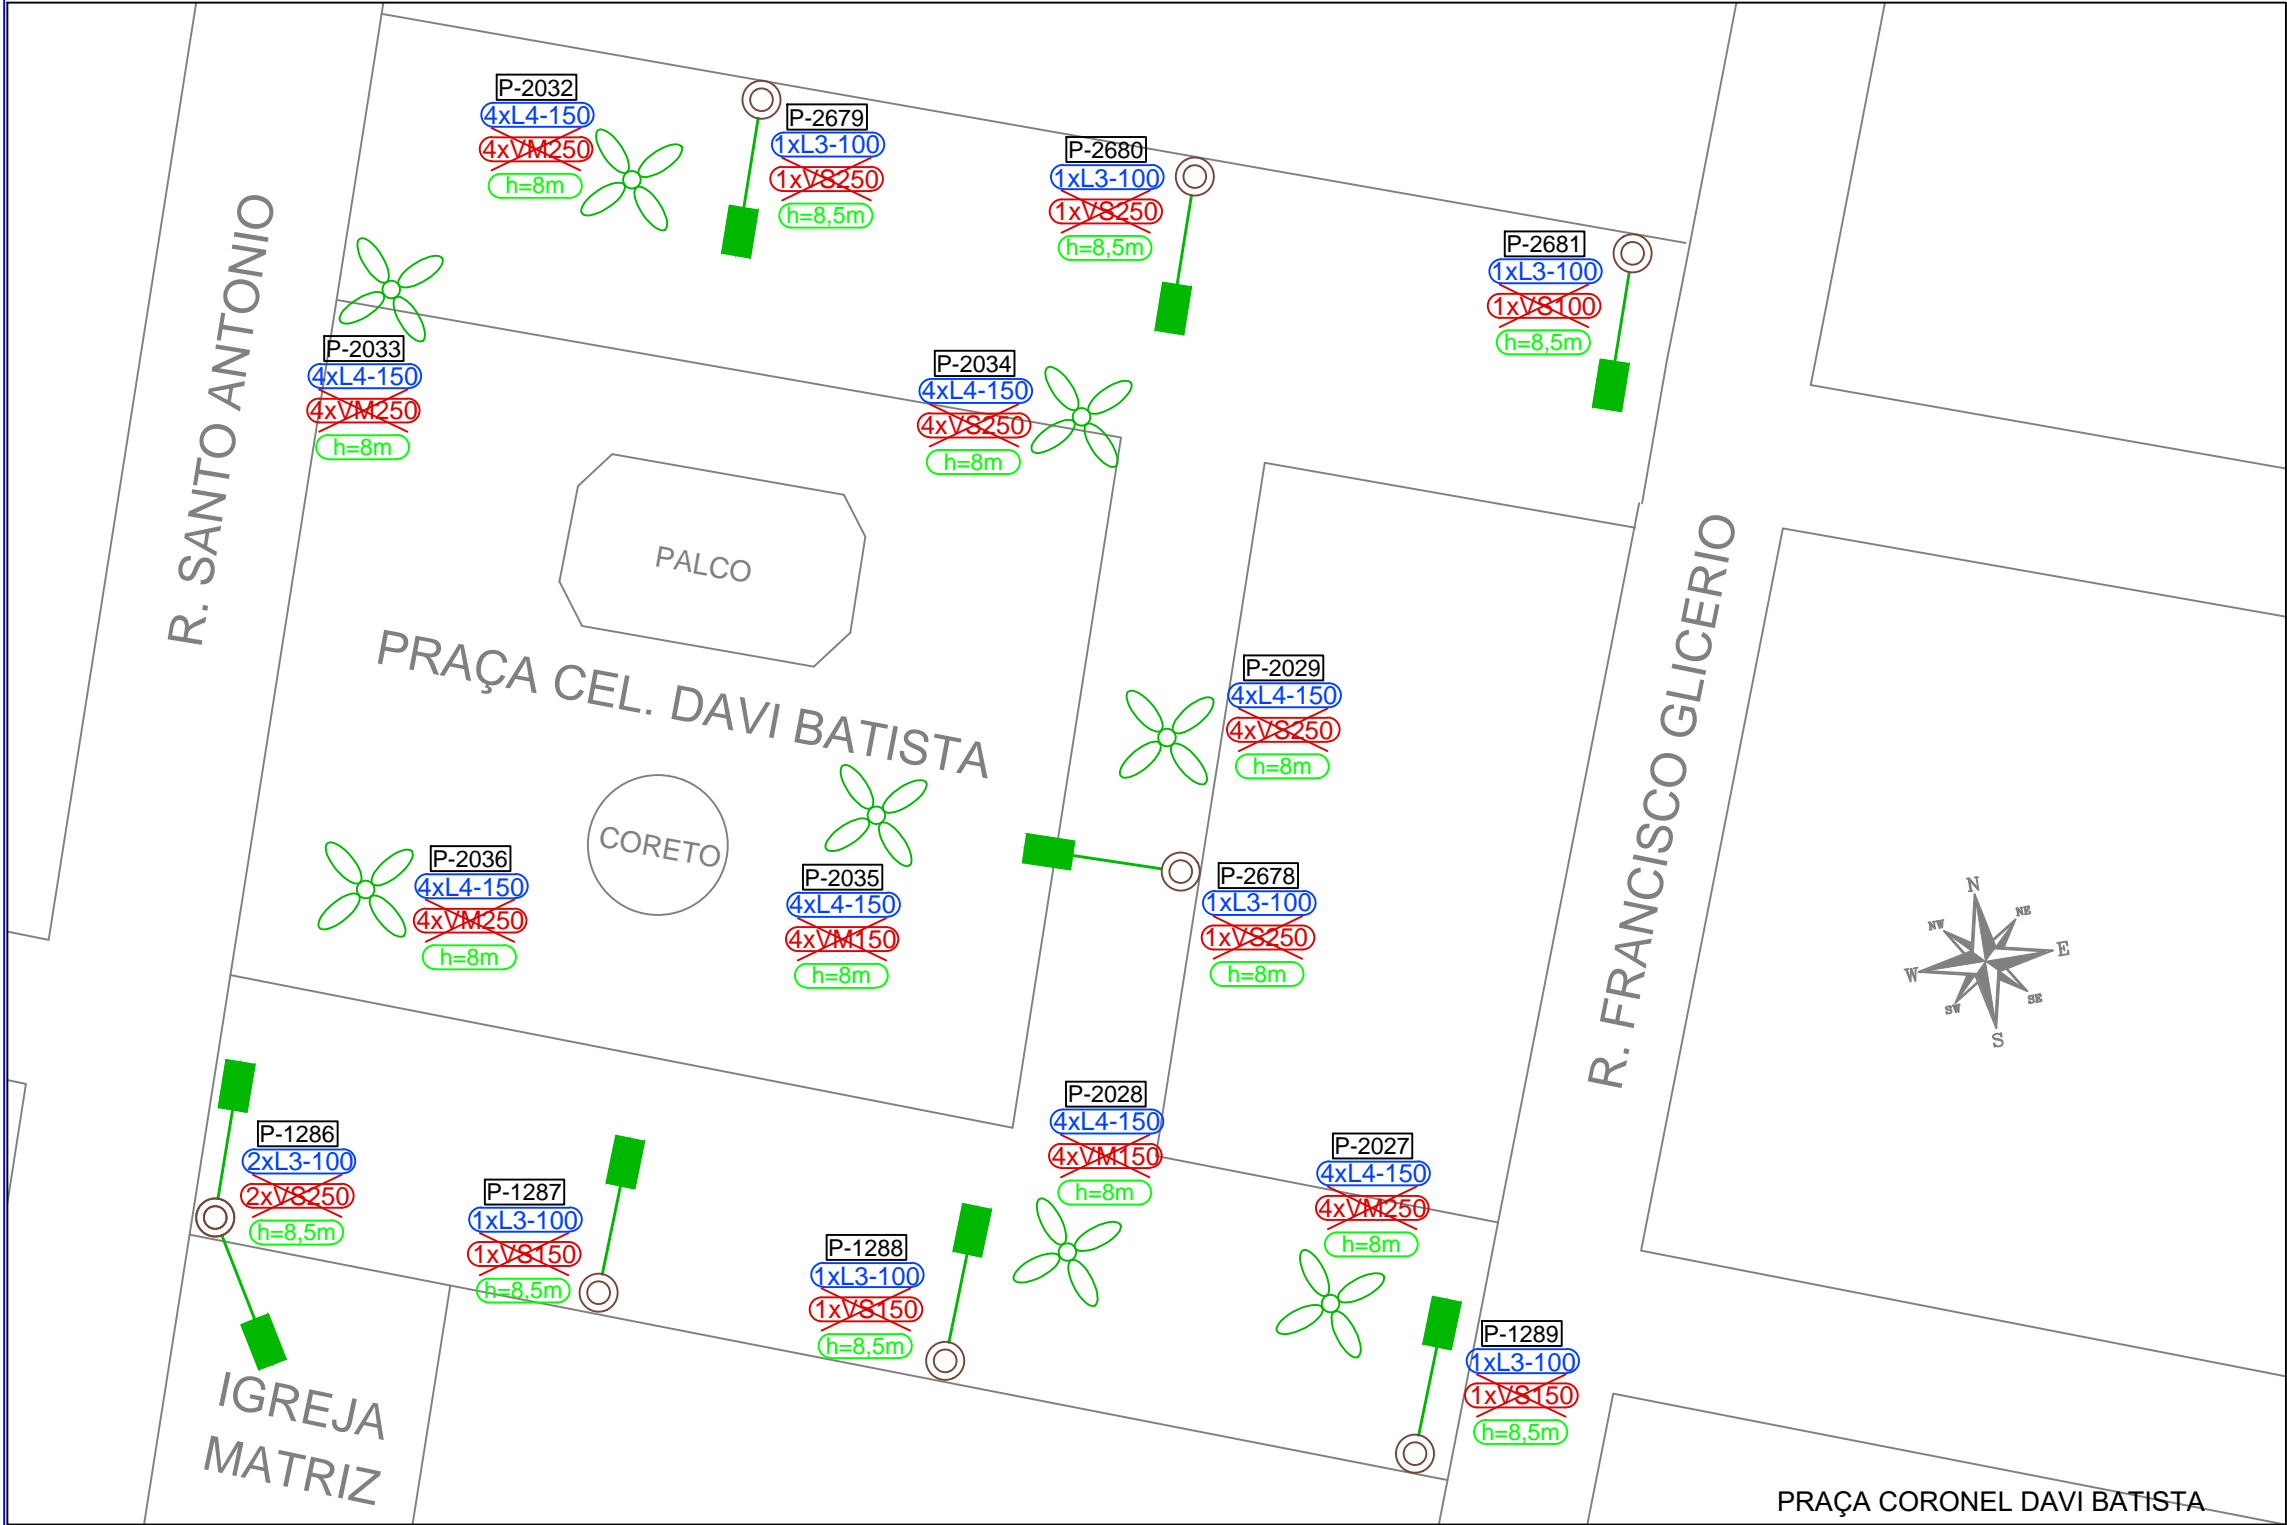 P-2032
4xL4-150
4xVM250
h=8m
P-2679
1xL3-100
1xVS250
h=8,5m
P-2680
1xL3-100
1xVS250
h=8,5m
P-2681
1xL3-100
1xVS100
h=8,5m
R. SANTO ANTONIO
P-2033
4xL4-150
4xVM250
h=8m
P-2034
4xL4-150
4xVS250
h=8m
PALCO
PRAÇA CEL. DAVI BATISTA
P-2029
4xL4-150
4xVS250
h=8m
R. FRANCISCO GLICERIO
CORETO
P-2036
4xL4-150
4xVM250
h=8m
P-2035
4xL4-150
4xVM150
h=8m
P-2678
1xL3-100
1xVS250
h=8m
N
NE
E
SE
S
SW
W
NW
P-1286
2xL3-100
2xVS250
h=8,5m
P-1287
1xL3-100
1xVS150
h=8,5m
P-1288
1xL3-100
1xVS150
h=8,5m
P-2028
4xL4-150
4xVM150
h=8m
P-2027
4xL4-150
4xVM250
h=8m
P-1289
1xL3-100
1xVS150
h=8,5m
IGREJA
MATRIZ
PRAÇA CORONEL DAVI BATISTA